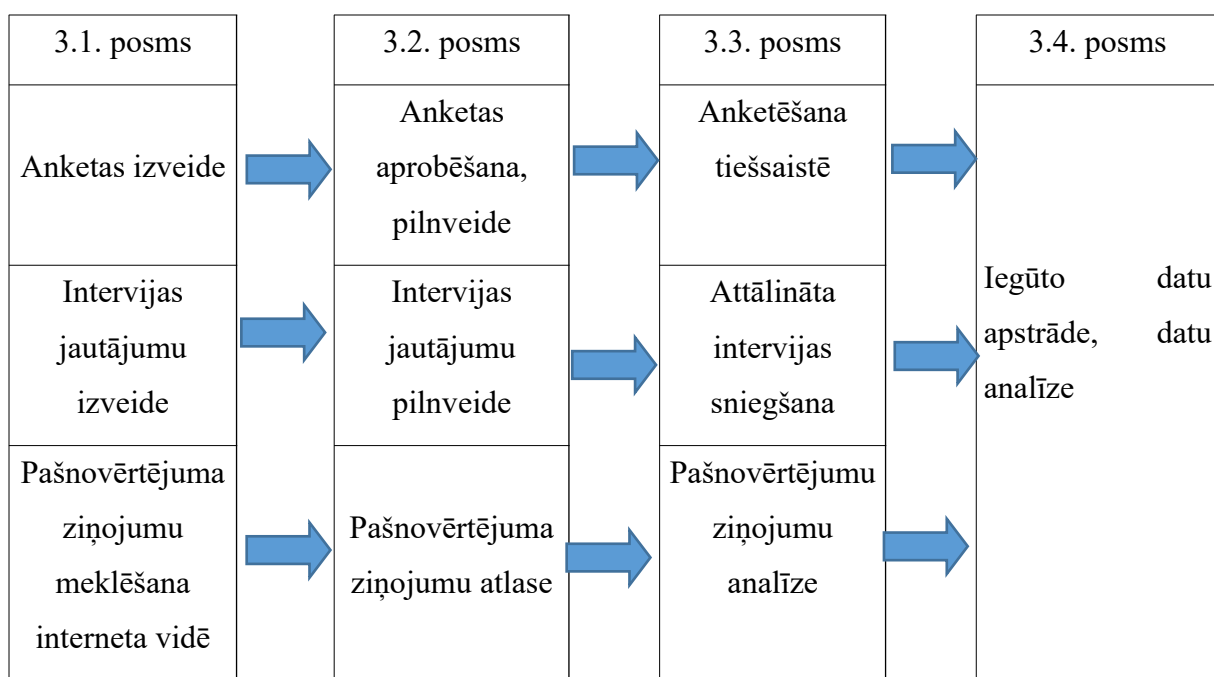 3.1. posms
3.2. posms
3.3. posms
3.4. posms
Anketas izveide
Anketas
aprobēšana,
pilnveide
Anketēšana
tiešsaistē
Intervijas
jautājumu
izveide
Intervijas
jautājumu
pilnveide
Attālināta
intervijas
sniegšana
Iegūto datu
apstrāde, datu
analīze
Pašnovērtējuma
ziņojumu
meklēšana
interneta vidē
Pašnovērtējuma
ziņojumu atlase
Pašnovērtējumu
ziņojumu
analīze